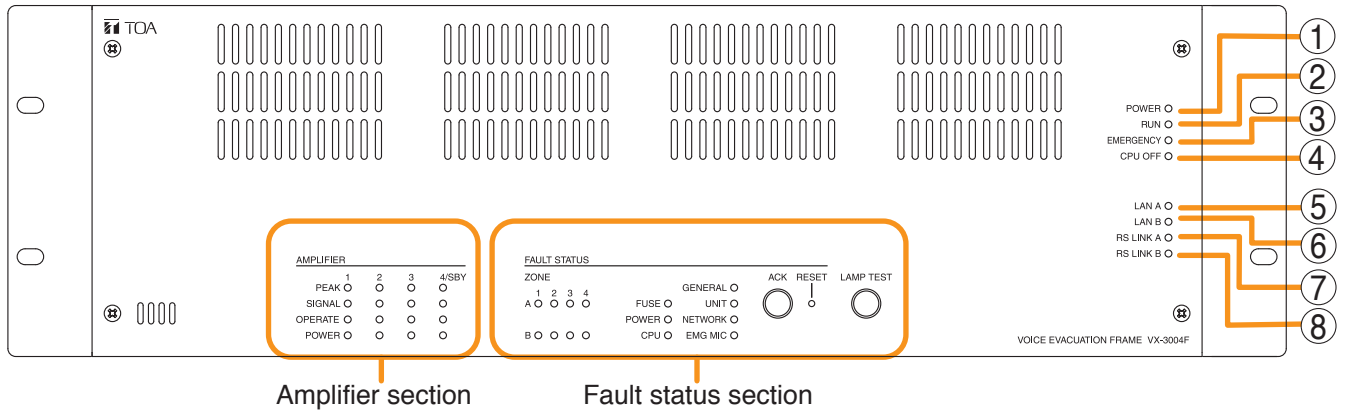 TOA
1
2
3
4
5
6
7
8
POWER
RUN
EMERGENCY
CPU OFF
LAN A
LAN B
RS LINK A
RS LINK B
AMPLIFIER
1 2 3 4/SBY
PEAK
SIGNAL
OPERATE
POWER
FAULT STATUS
ZONE
1 2 3 4
A
B
FUSE
POWER
CPU
GENERAL
UNIT
NETWORK
EMG MIC
ACK RESET LAMP TEST
VOICE EVACUATION FRAME VX-3004F
Amplifier section
Fault status section